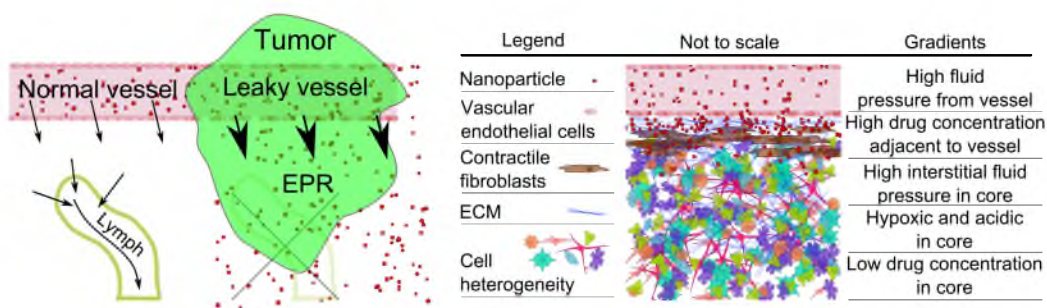 Tumor
Normal vessel
Leaky vessel
EPR
Lymph
Legend
Not to scale
Gradients
Nanoparticle
Vascular
endothelial cells
Contractile
fibroblasts
ECM
Cell
heterogeneity
High fluid
pressure from vessel
High drug concentration
adjacent to vessel
High interstitial fluid
pressure in core
Hypoxic and acidic
in core
Low drug concentration
in core